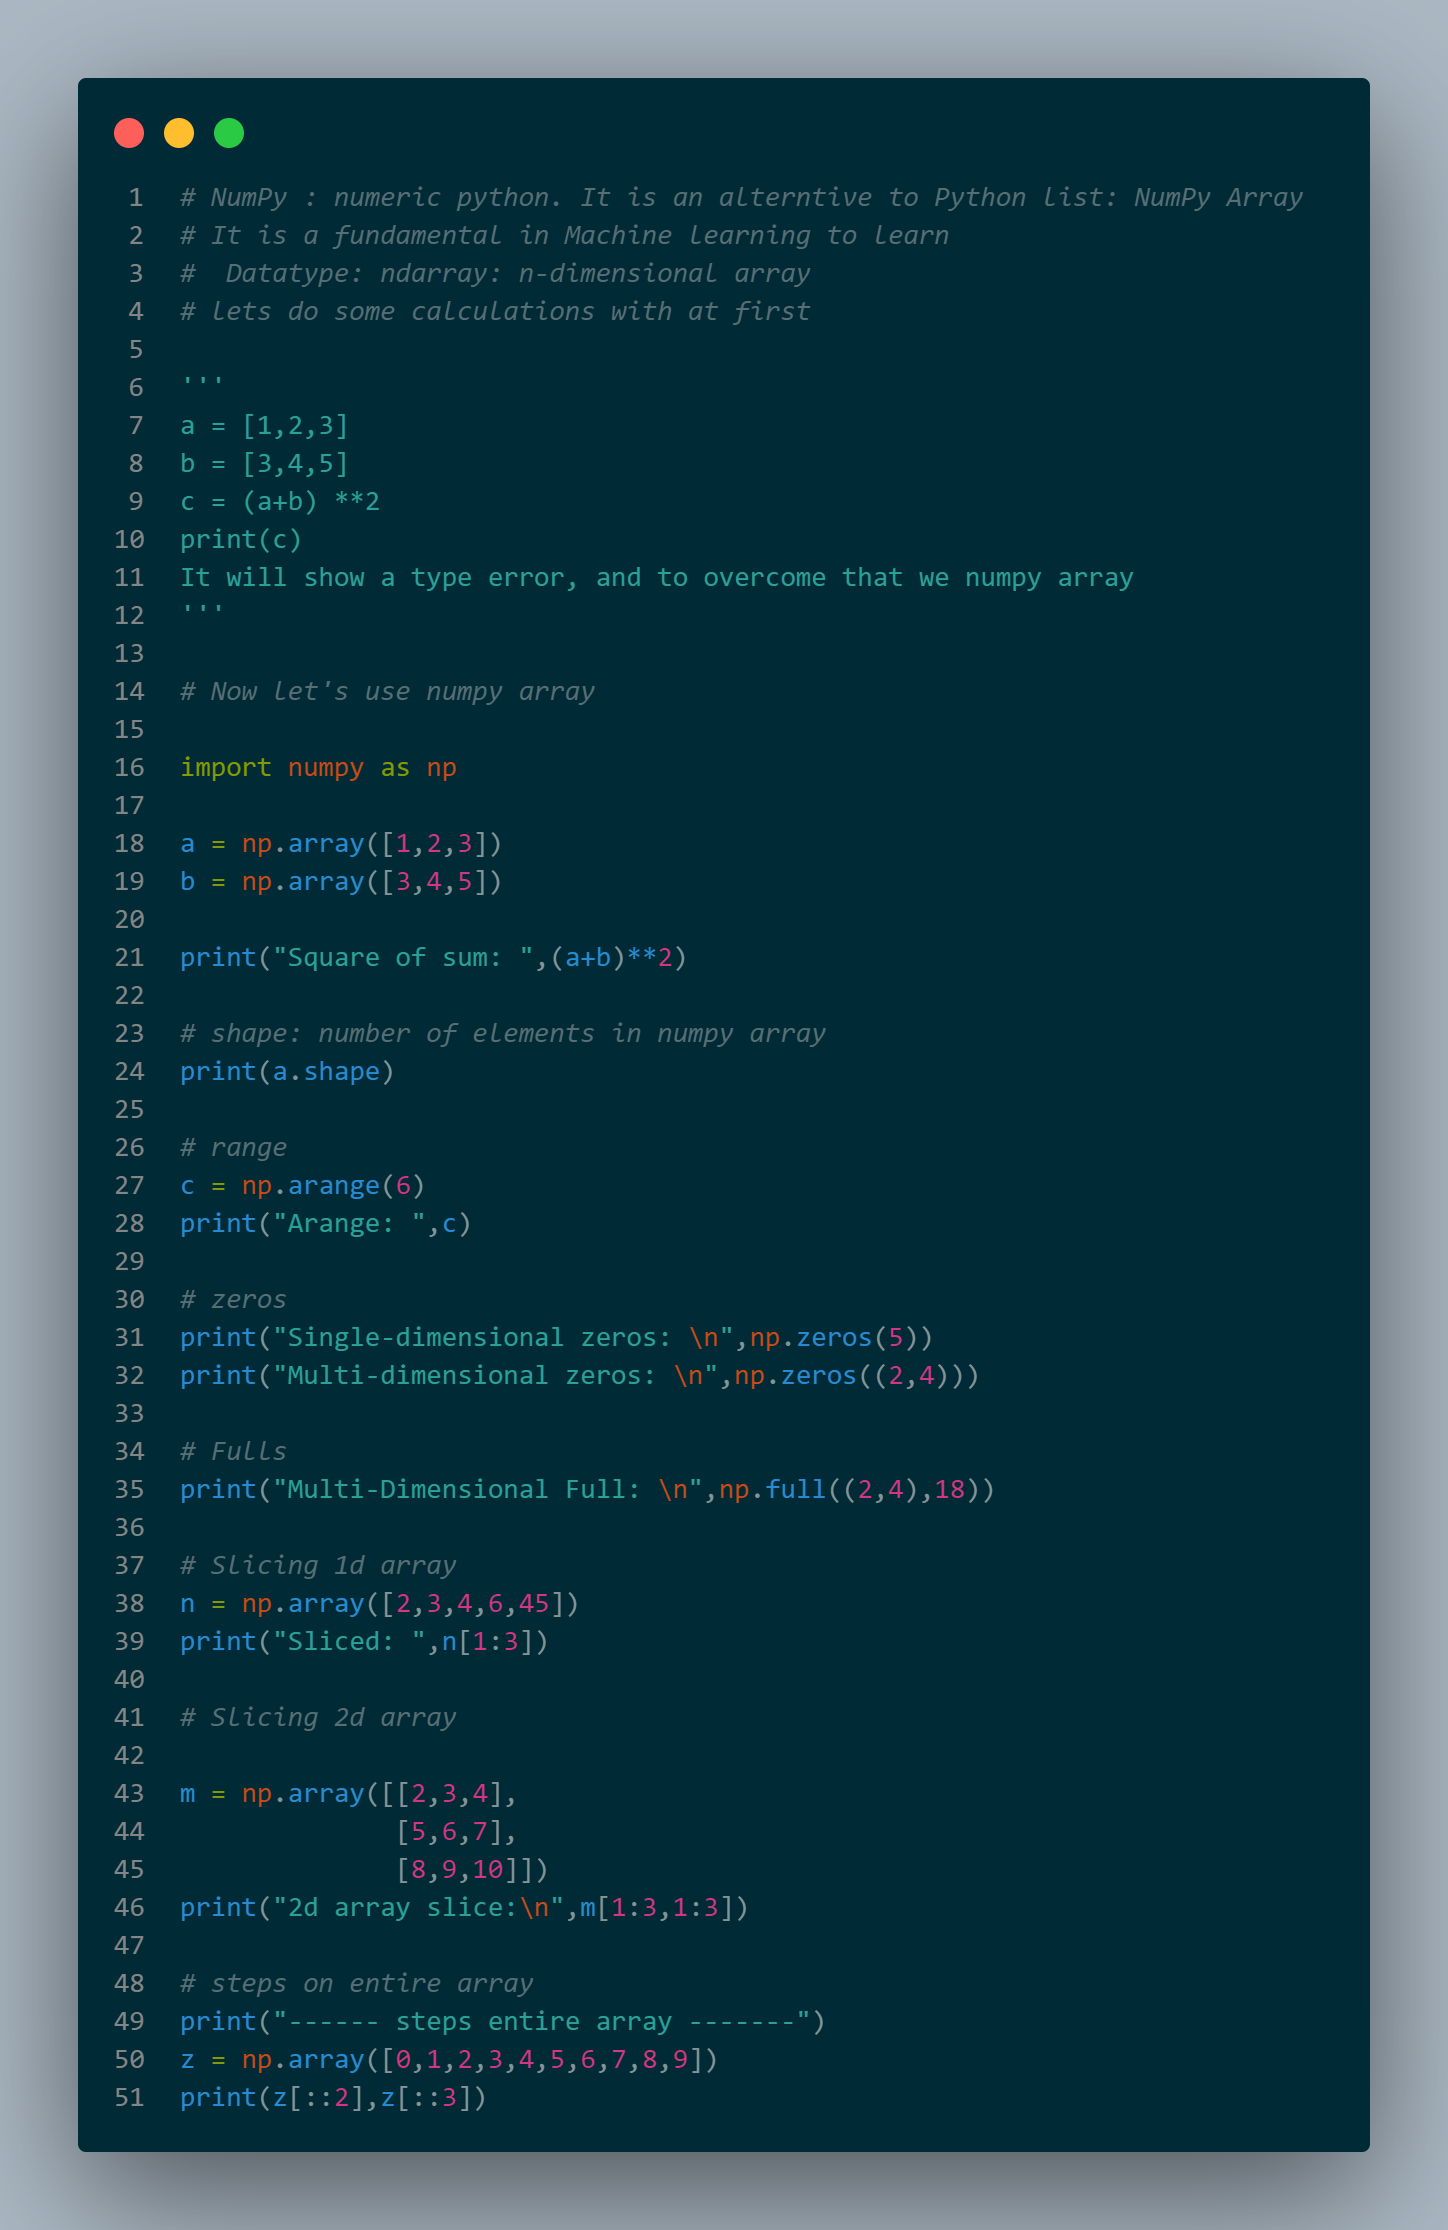 1 # NumPy : numeric python. It is an alterntive to Python list: NumPy Array
2 # It is a fundamental in Machine learning to learn
3 #  Datatype: ndarray: n-dimensional array
4 # lets do some calculations with at first
5
6 '''
7 a = [1,2,3]
8 b = [3,4,5]
9 c = (a+b) **2
10 print(c)
11 It will show a type error, and to overcome that we numpy array
12 '''
13
14 # Now let's use numpy array
15
16 import numpy as np
17
18 a = np.array([1,2,3])
19 b = np.array([3,4,5])
20
21 print("Square of sum: ",(a+b)**2)
22
23 # shape: number of elements in numpy array
24 print(a.shape)
25
26 # range
27 c = np.arange(6)
28 print("Arange: ",c)
29
30 # zeros
31 print("Single-dimensional zeros: \n",np.zeros(5))
32 print("Multi-dimensional zeros: \n",np.zeros((2,4)))
33
34 # Fulls
35 print("Multi-Dimensional Full: \n",np.full((2,4),18))
36
37 # Slicing 1d array
38 n = np.array([2,3,4,6,45])
39 print("Sliced: ",n[1:3])
40
41 # Slicing 2d array
42
43 m = np.array([[2,3,4],
44               [5,6,7],
45               [8,9,10]])
46 print("2d array slice:\n",m[1:3,1:3])
47
48 # steps on entire array
49 print("------ steps entire array -------")
50 z = np.array([0,1,2,3,4,5,6,7,8,9])
51 print(z[::2],z[::3])